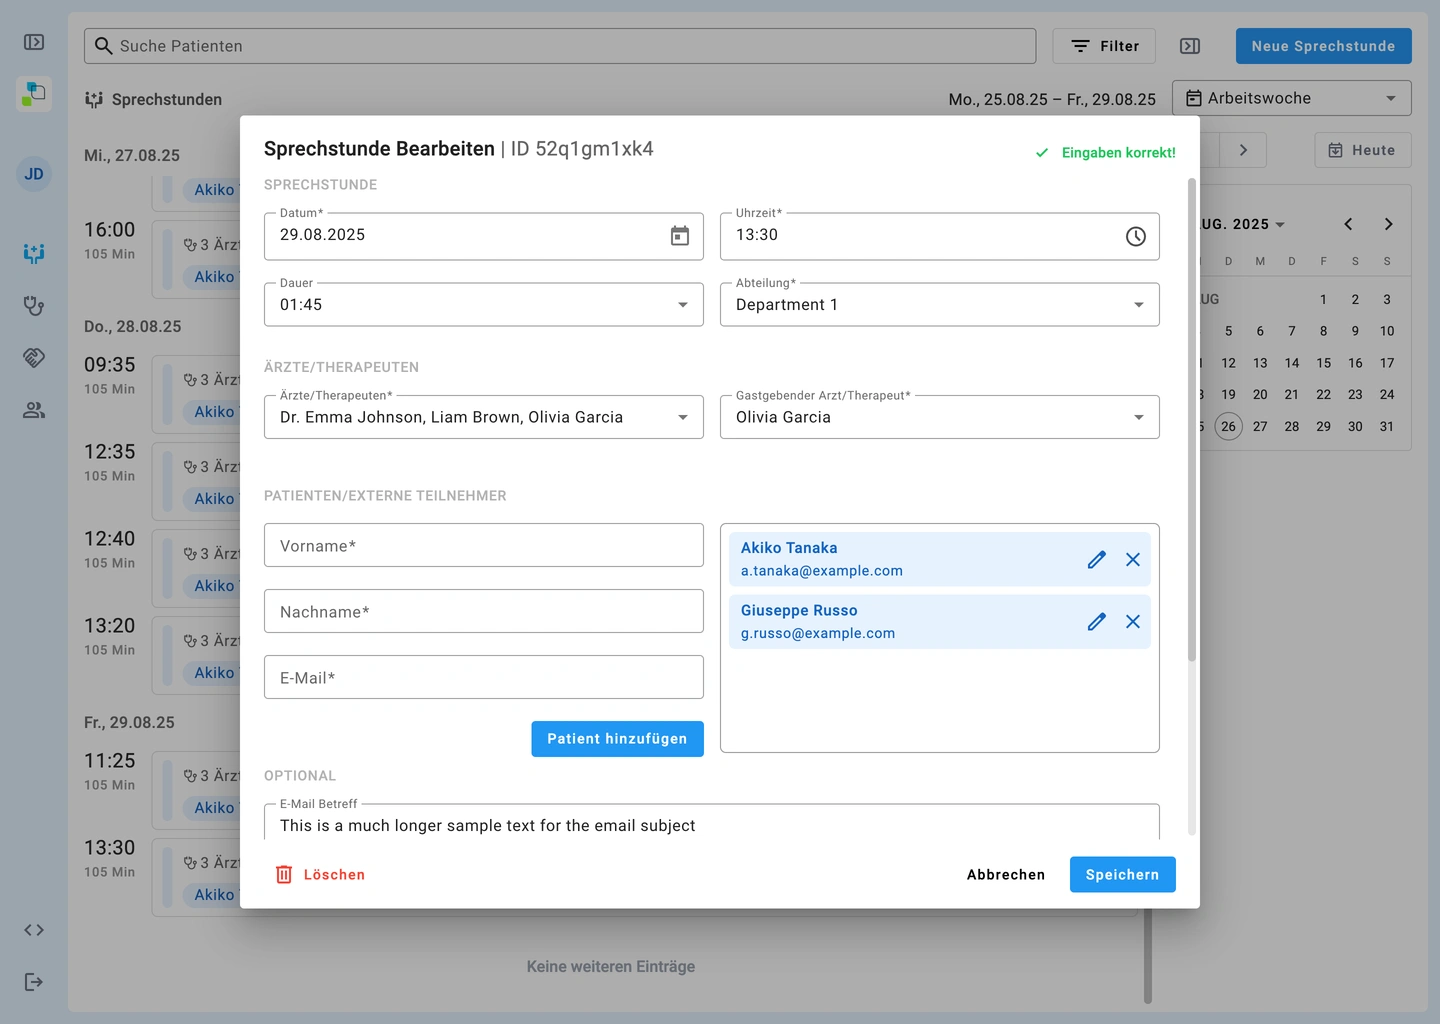 Suche Patienten
Filter
Neue Sprechstunde
Sprechstunden
Mo., 25.08.25 – Fr., 29.08.25
Arbeitswoche
Heute
JD
Mi., 27.08.25
Akiko
16:00
105 Min
3 Ärzt
Akiko
Do., 28.08.25
09:35
105 Min
3 Ärzt
Akiko
12:35
105 Min
3 Ärzt
Akiko
12:40
105 Min
3 Ärzt
Akiko
13:20
105 Min
3 Ärzt
Akiko
Fr., 29.08.25
11:25
105 Min
3 Ärzt
Akiko
13:30
105 Min
3 Ärzt
Akiko
Keine weiteren Einträge
Sprechstunde Bearbeiten | ID 52q1gm1xk4
Eingaben korrekt!
SPRECHSTUNDE
Datum*
29.08.2025
Uhrzeit*
13:30
Dauer
01:45
Abteilung*
Department 1
ÄRZTE/THERAPEUTEN
Ärzte/Therapeuten*
Dr. Emma Johnson, Liam Brown, Olivia Garcia
Gastgebender Arzt/Therapeut*
Olivia Garcia
PATIENTEN/EXTERNE TEILNEHMER
Vorname*
Nachname*
E-Mail*
Patient hinzufügen
Akiko Tanaka
a.tanaka@example.com
Giuseppe Russo
g.russo@example.com
OPTIONAL
E-Mail Betreff
This is a much longer sample text for the email subject
Löschen
Abbrechen
Speichern
UG. 2025
D M D F S S
UG 1 2 3
5 6 7 8 9 10
12 13 14 15 16 17
19 20 21 22 23 24
26 27 28 29 30 31